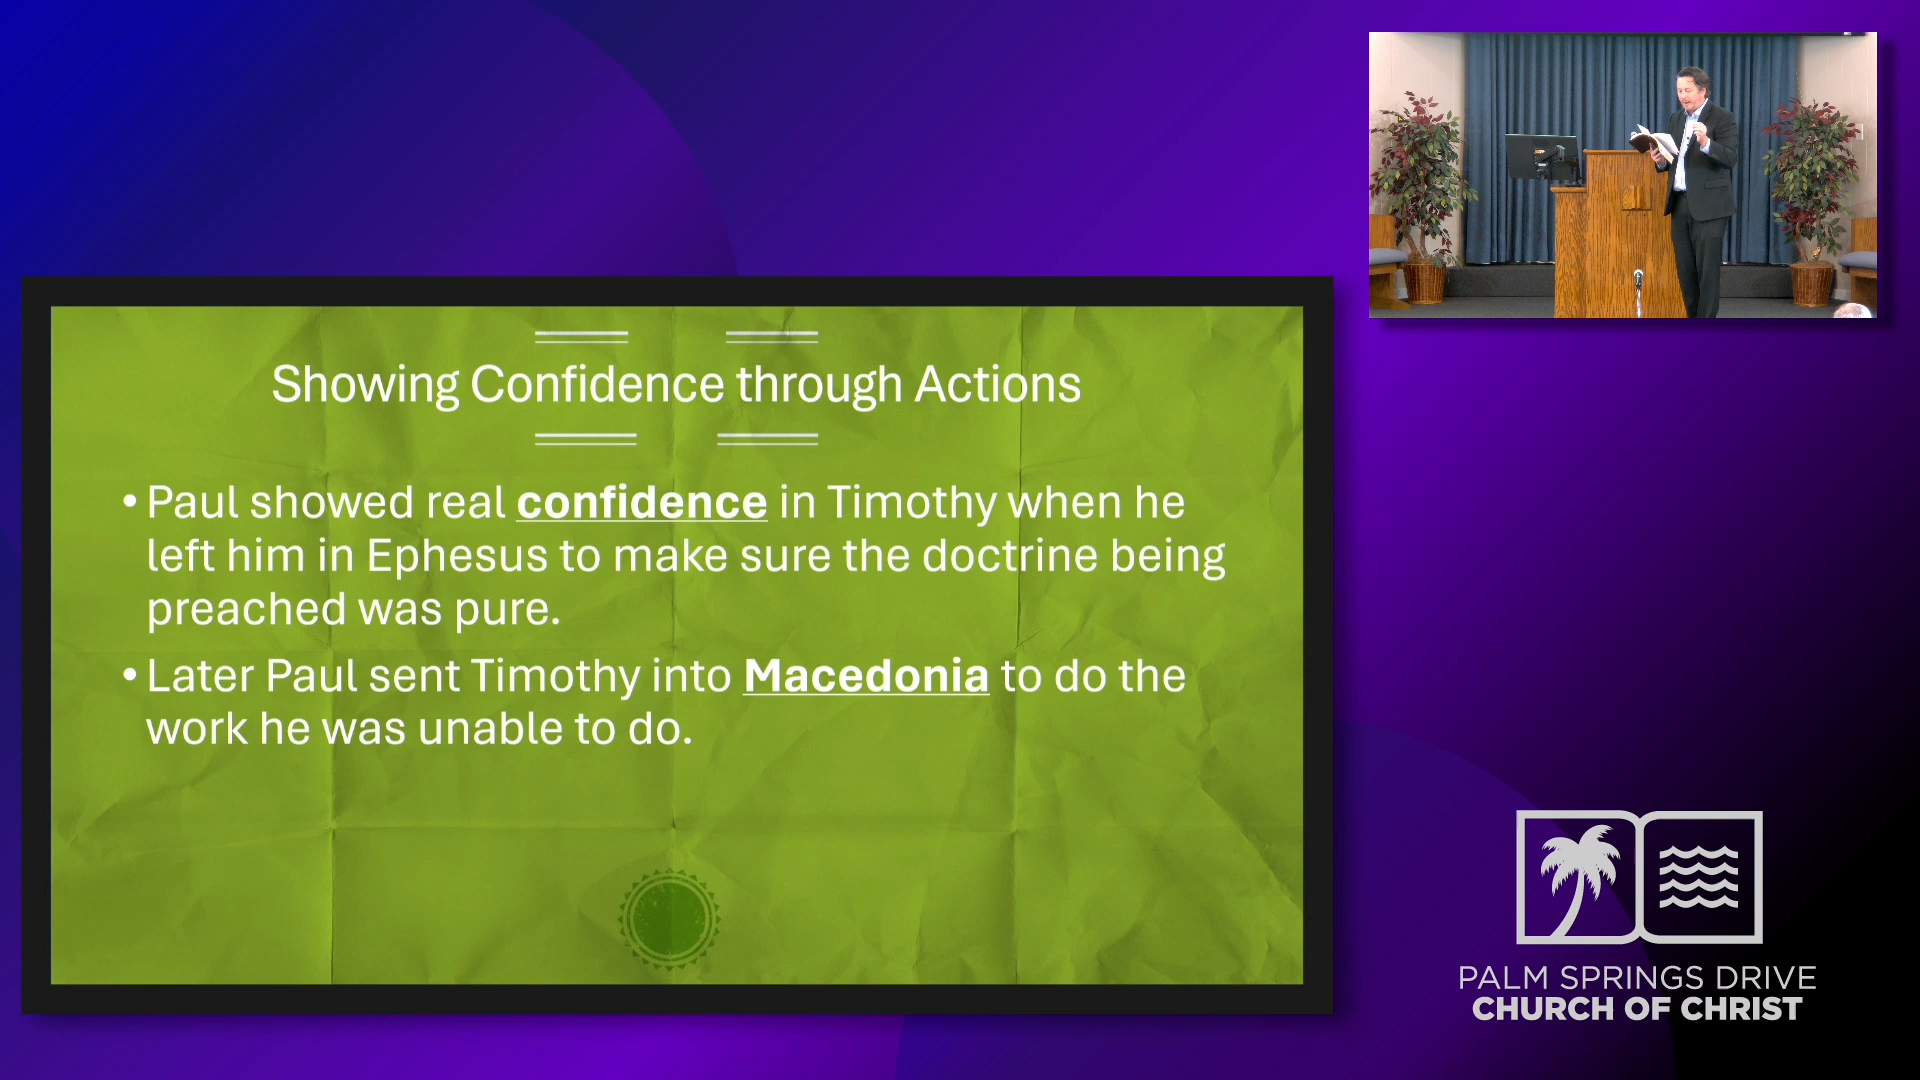 Showing Confidence through Actions
• Paul showed real confidence in Timothy when he
left him in Ephesus to make sure the doctrine being
preached was pure.
• Later Paul sent Timothy into Macedonia to do the
work he was unable to do.
PALM SPRINGS DRIVE
CHURCH OF CHRIST